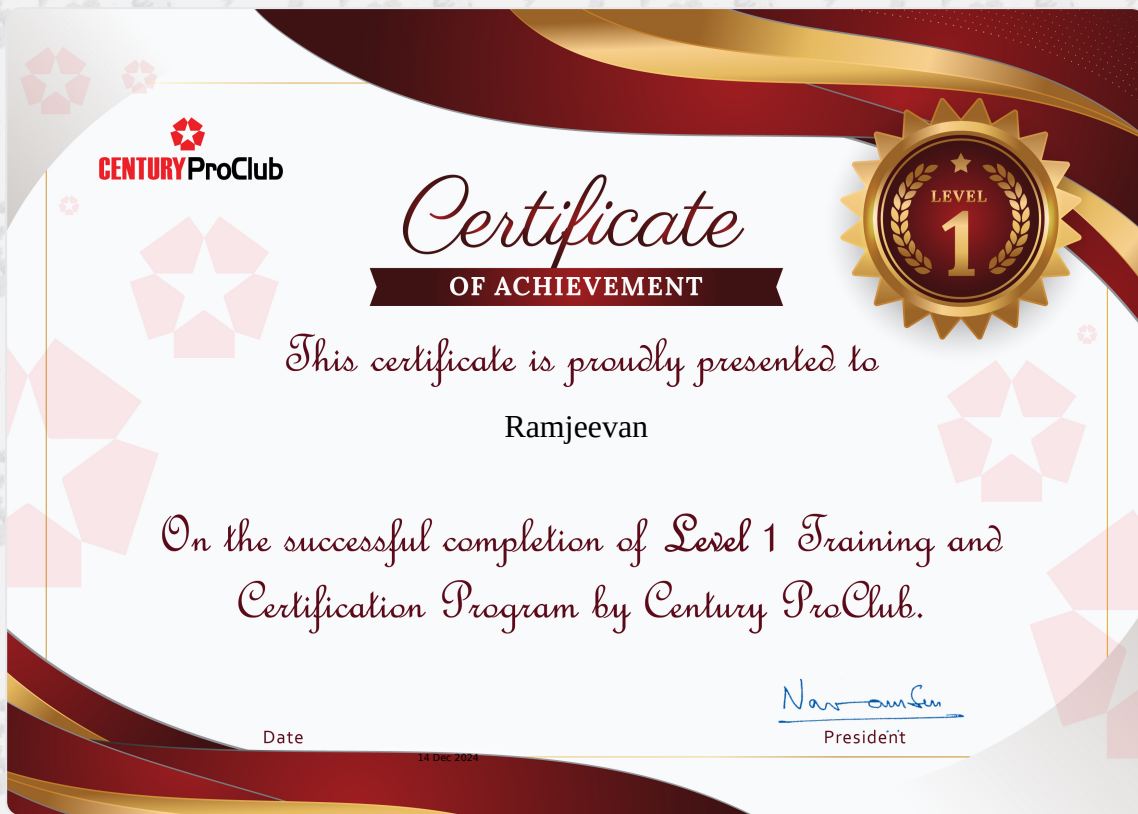 CENTURY ProClub
LEVEL
1
Certificate
OF ACHIEVEMENT
This certificate is proudly presented to
Ramjeevan
On the successful completion of Level 1 Training and
Certification Program by Century ProClub.
Date
President
14 Dec 2024